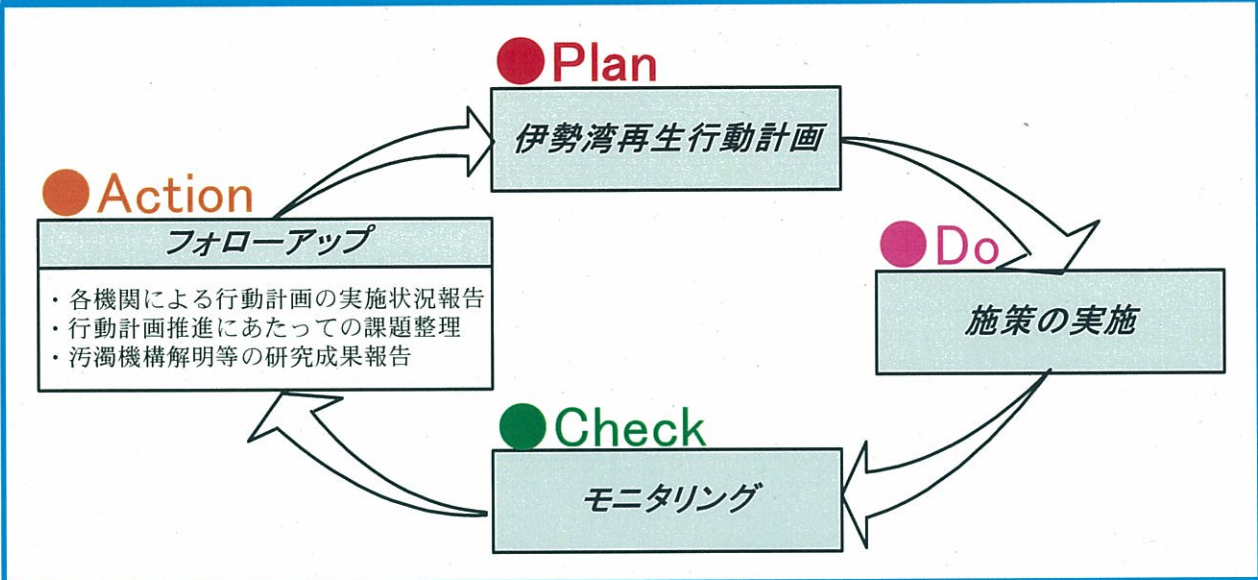 ●Plan
伊勢湾再生行動計画
●Action
フォローアップ
・各機関による行動計画の実施状況報告
・行動計画推進にあたっての課題整理
・汚濁機構解明等の研究成果報告
●Do
施策の実施
●Check
モニタリング